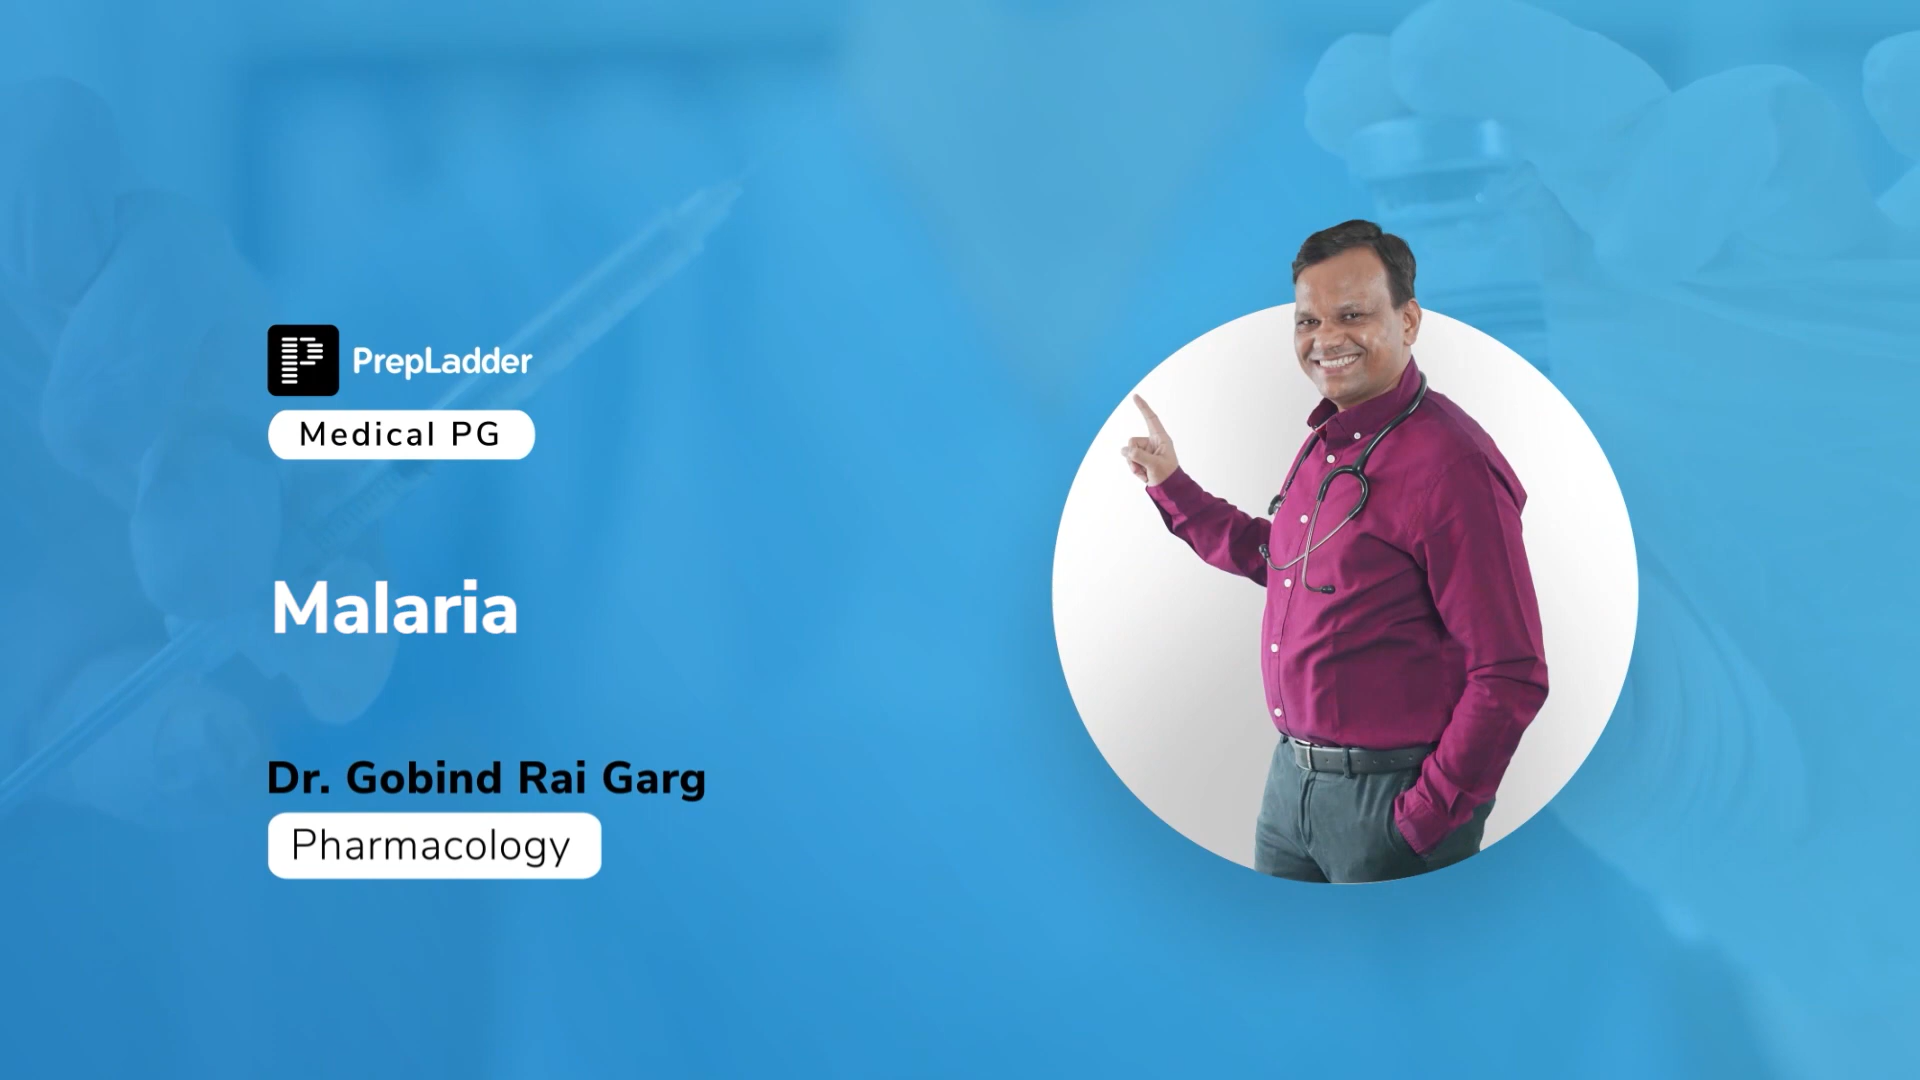 PrepLadder
Medical PG
Malaria
Dr. Gobind Rai Garg
Pharmacology